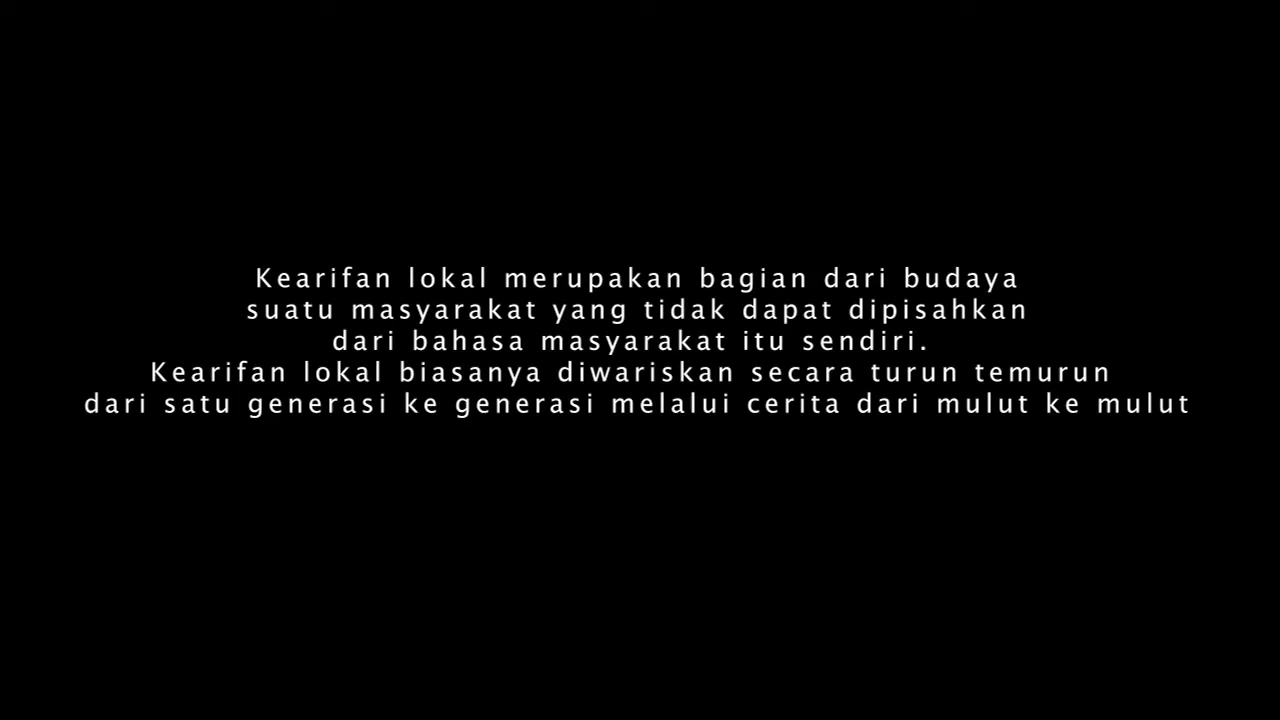 Kearifan lokal merupakan bagian dari budaya
suatu masyarakat yang tidak dapat dipisahkan
dari bahasa masyarakat itu sendiri.
Kearifan lokal biasanya diwariskan secara turun temurun
dari satu generasi ke generasi melalui cerita dari mulut ke mulut